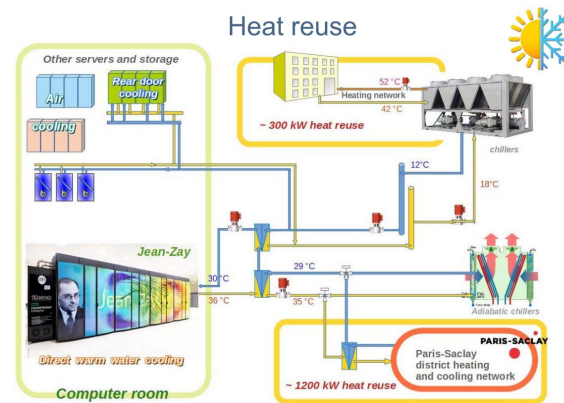 Heat reuse
Other servers and storage
Air
cooling
Rear door
cooling
52 °C
Heating network
42 °C
~ 300 kW heat reuse
chillers
12°C
18°C
Jean-Zay
30 °C
36 °C
29 °C
35 °C
Jean Zay
Adiabatic chillers
Direct warm water cooling
Computer room
PARIS-SACLAY
Paris-Saclay
district heating
and cooling network
~ 1200 kW heat reuse